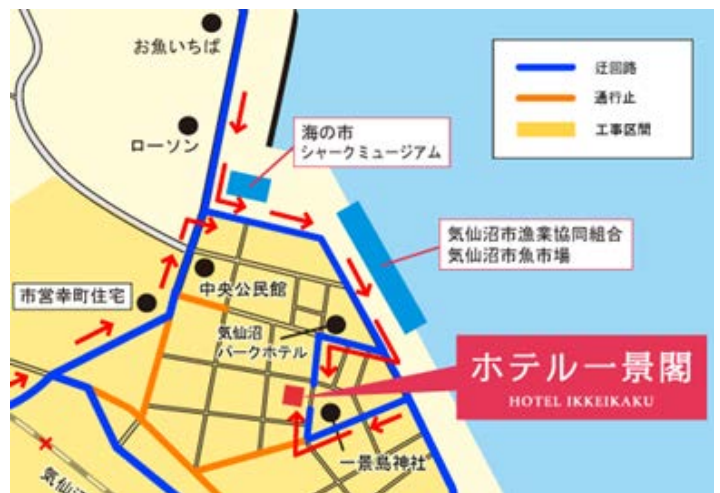 お魚いちば
迂回路
通行止
工事区間
ローソン
海の市
シャークミュージアム
気仙沼市漁業協同組合
気仙沼市魚市場
市営幸町住宅
中央公民館
気仙沼
パークホテル
ホテル一景閣
HOTEL IKKEIKAKU
一景島神社
気仙沼